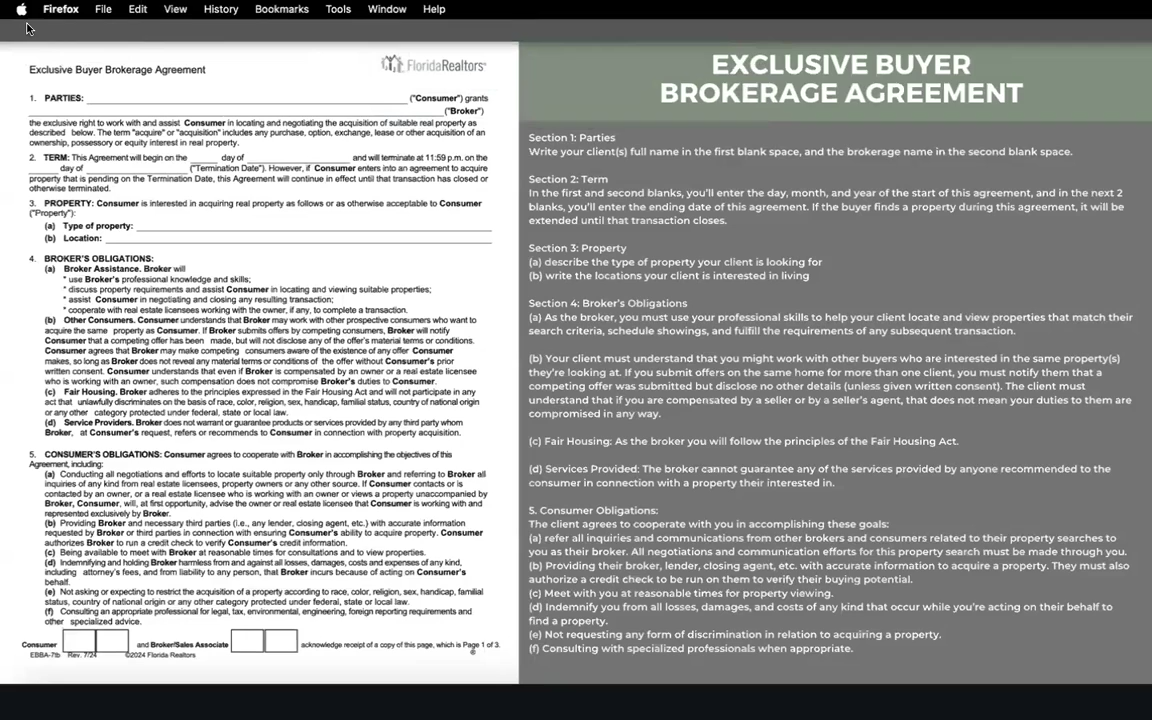 Firefox File Edit View History Bookmarks Tools Window Help
FloridaRealtors®
Exclusive Buyer Brokerage Agreement
1. PARTIES: ("Consumer") grants
("Broker")
the exclusive right to work with and assist Consumer in locating and negotiating the acquisition of suitable real property as
described below. The term "acquire" or "acquisition" includes any purchase, option, exchange, lease or other acquisition of an
ownership, possessory or equity interest in real property.
2. TERM: This Agreement will begin on the day of and will terminate at 11:59 p.m. on the
day of ("Termination Date"). However, if Consumer enters into an agreement to acquire
property that is pending on the Termination Date, this Agreement will continue in effect until that transaction has closed or
otherwise terminated.
3. PROPERTY: Consumer is interested in acquiring real property as follows or as otherwise acceptable to Consumer
("Property"):
(a) Type of property:
(b) Location:
4. BROKER'S OBLIGATIONS:
(a) Broker Assistance. Broker will
* use Broker's professional knowledge and skills;
* discuss property requirements and assist Consumer in locating and viewing suitable properties;
* assist Consumer in negotiating and closing any resulting transaction;
* cooperate with real estate licensees working with the owner, if any, to complete a transaction.
(b) Other Consumers. Consumer understands that Broker may work with other prospective consumers who want to
acquire the same property as Consumer. If Broker submits offers by competing consumers, Broker will notify
Consumer that a competing offer has been made, but will not disclose any of the offer's material terms or conditions.
Consumer agrees that Broker may make competing consumers aware of the existence of any offer Consumer
makes, so long as Broker does not reveal any material terms or conditions of the offer without Consumer's prior
written consent. Consumer understands that even if Broker is compensated by an owner or a real estate licensee
who is working with an owner, such compensation does not compromise Broker's duties to Consumer.
(c) Fair Housing. Broker adheres to the principles expressed in the Fair Housing Act and will not participate in any
act that unlawfully discriminates on the basis of race, color, religion, sex, handicap, familial status, country of national origin
or any other category protected under federal, state or local law.
(d) Service Providers. Broker does not warrant or guarantee products or services provided by any third party whom
Broker, at Consumer's request, refers or recommends to Consumer in connection with property acquisition.
5. CONSUMER'S OBLIGATIONS: Consumer agrees to cooperate with Broker in accomplishing the objectives of this
Agreement, including:
(a) Conducting all negotiations and efforts to locate suitable property only through Broker and referring to Broker all
inquiries of any kind from real estate licensees, property owners or any other source. If Consumer contacts or is
contacted by an owner, or a real estate licensee who is working with an owner or views a property unaccompanied by
Broker, Consumer, will, at first opportunity, advise the owner or real estate licensee that Consumer is working with and
represented exclusively by Broker.
(b) Providing Broker and necessary third parties (i.e., any lender, closing agent, etc.) with accurate information
requested by Broker or third parties in connection with ensuring Consumer's ability to acquire property. Consumer
authorizes Broker to run a credit check to verify Consumer's credit information.
(c) Being available to meet with Broker at reasonable times for consultations and to view properties.
(d) Indemnifying and holding Broker harmless from and against all losses, damages, costs and expenses of any kind,
including attorney's fees, and from liability to any person, that Broker incurs because of acting on Consumer's
behalf.
(e) Not asking or expecting to restrict the acquisition of a property according to race, color, religion, sex, handicap, familial
status, country of national origin or any other category protected under federal, state or local law.
(f) Consulting an appropriate professional for legal, tax, environmental, engineering, foreign reporting requirements and
other specialized advice.
Consumer and Broker/Sales Associate acknowledge receipt of a copy of this page, which is Page 1 of 3.
EBBA-7tb Rev. 7/24 ©2024 Florida Realtors ®
EXCLUSIVE BUYER
BROKERAGE AGREEMENT
Section 1: Parties
Write your client(s) full name in the first blank space, and the brokerage name in the second blank space.
Section 2: Term
In the first and second blanks, you'll enter the day, month, and year of the start of this agreement, and in the next 2
blanks, you'll enter the ending date of this agreement. If the buyer finds a property during this agreement, it will be
extended until that transaction closes.
Section 3: Property
(a) describe the type of property your client is looking for
(b) write the locations your client is interested in living
Section 4: Broker's Obligations
(a) As the broker, you must use your professional skills to help your client locate and view properties that match their
search criteria, schedule showings, and fulfill the requirements of any subsequent transaction.
(b) Your client must understand that you might work with other buyers who are interested in the same property(s)
they're looking at. If you submit offers on the same home for more than one client, you must notify them that a
competing offer was submitted but disclose no other details (unless given written consent). The client must
understand that if you are compensated by a seller or by a seller's agent, that does not mean your duties to them are
compromised in any way.
(c) Fair Housing: As the broker you will follow the principles of the Fair Housing Act.
(d) Services Provided: The broker cannot guarantee any of the services provided by anyone recommended to the
consumer in connection with a property their interested in.
5. Consumer Obligations:
The client agrees to cooperate with you in accomplishing these goals:
(a) refer all inquiries and communications from other brokers and consumers related to their property searches to
you as their broker. All negotiations and communication efforts for this property search must be made through you.
(b) Providing their broker, lender, closing agent, etc. with accurate information to acquire a property. They must also
authorize a credit check to be run on them to verify their buying potential.
(c) Meet with you at reasonable times for property viewing.
(d) Indemnify you from all losses, damages, and costs of any kind that occur while you're acting on their behalf to
find a property.
(e) Not requesting any form of discrimination in relation to acquiring a property.
(f) Consulting with specialized professionals when appropriate.